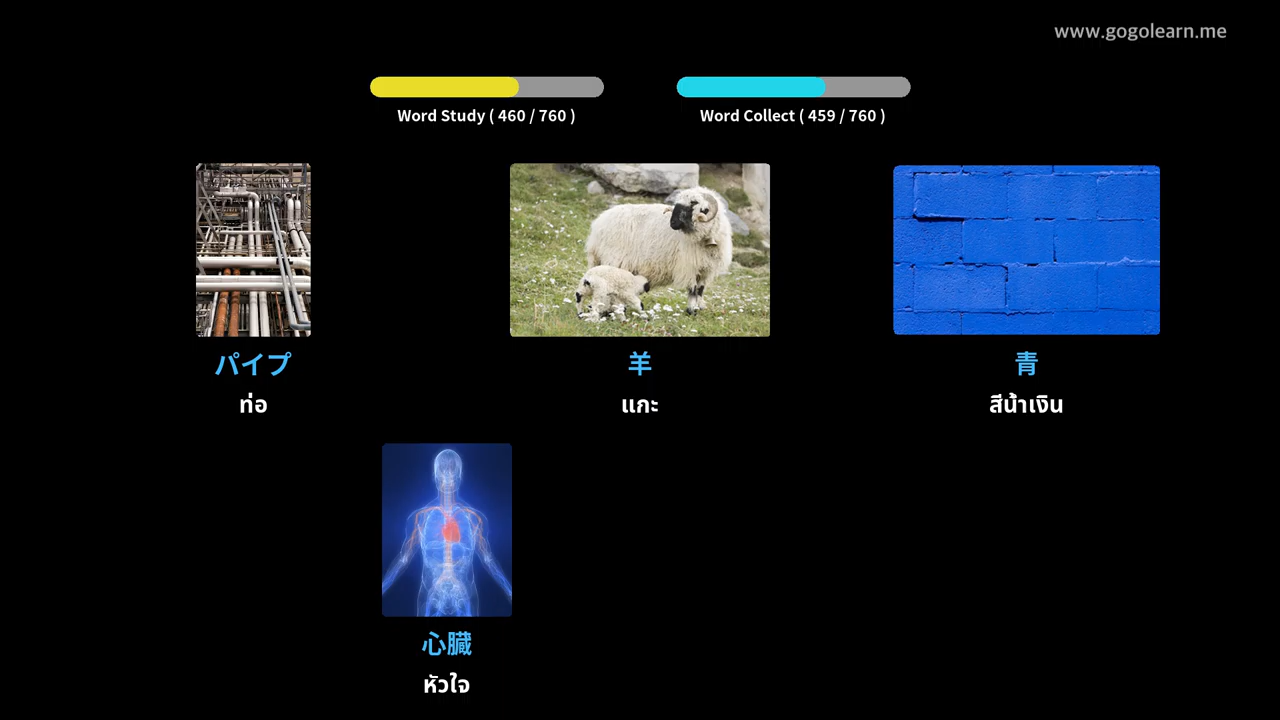 www.gogolearn.me
Word Study ( 460 / 760 )
Word Collect ( 459 / 760 )
パイプ
ท่อ
羊
แกะ
青
สีน้ำเงิน
心臓
หัวใจ